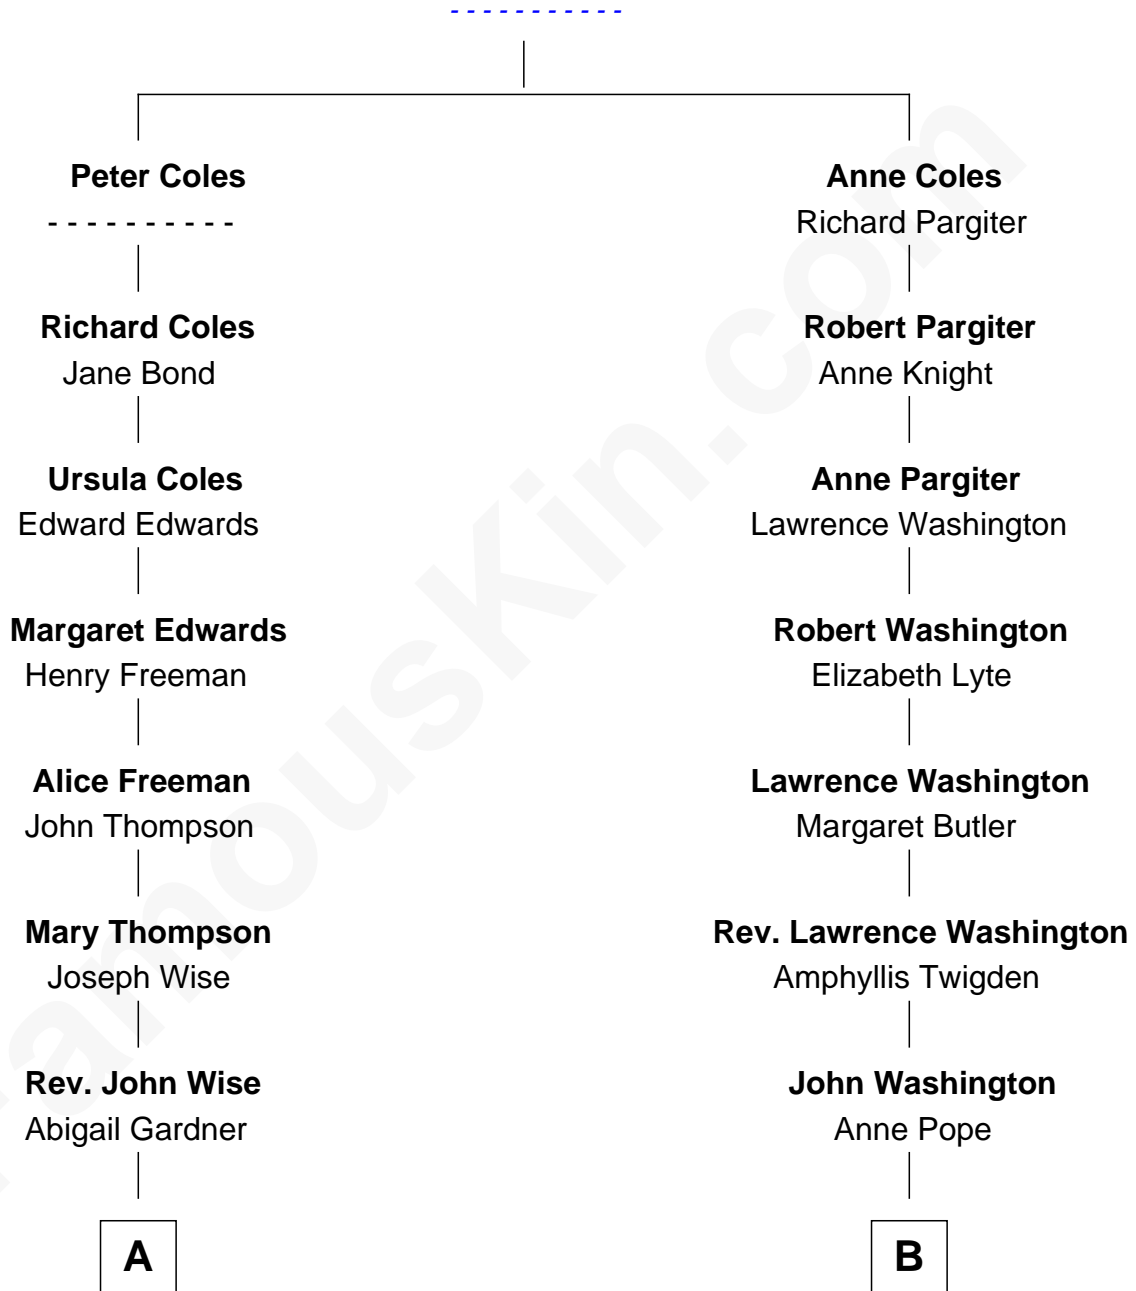 - - - - - - - - - - -
Peter Coles
- - - - - - - - - -
Richard Coles
Jane Bond
Ursula Coles
Edward Edwards
Margaret Edwards
Henry Freeman
Alice Freeman
John Thompson
Mary Thompson
Joseph Wise
Rev. John Wise
Abigail Gardner
A
Anne Coles
Richard Pargiter
Robert Pargiter
Anne Knight
Anne Pargiter
Lawrence Washington
Robert Washington
Elizabeth Lyte
Lawrence Washington
Margaret Butler
Rev. Lawrence Washington
Amphyllis Twigden
John Washington
Anne Pope
B
FamousKin.com